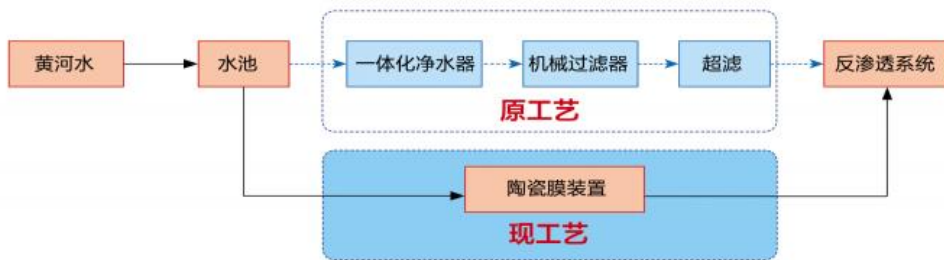 黄河水
水池
一体化净水器
机械过滤器
超滤
反渗透系统
原工艺
陶瓷膜装置
现工艺